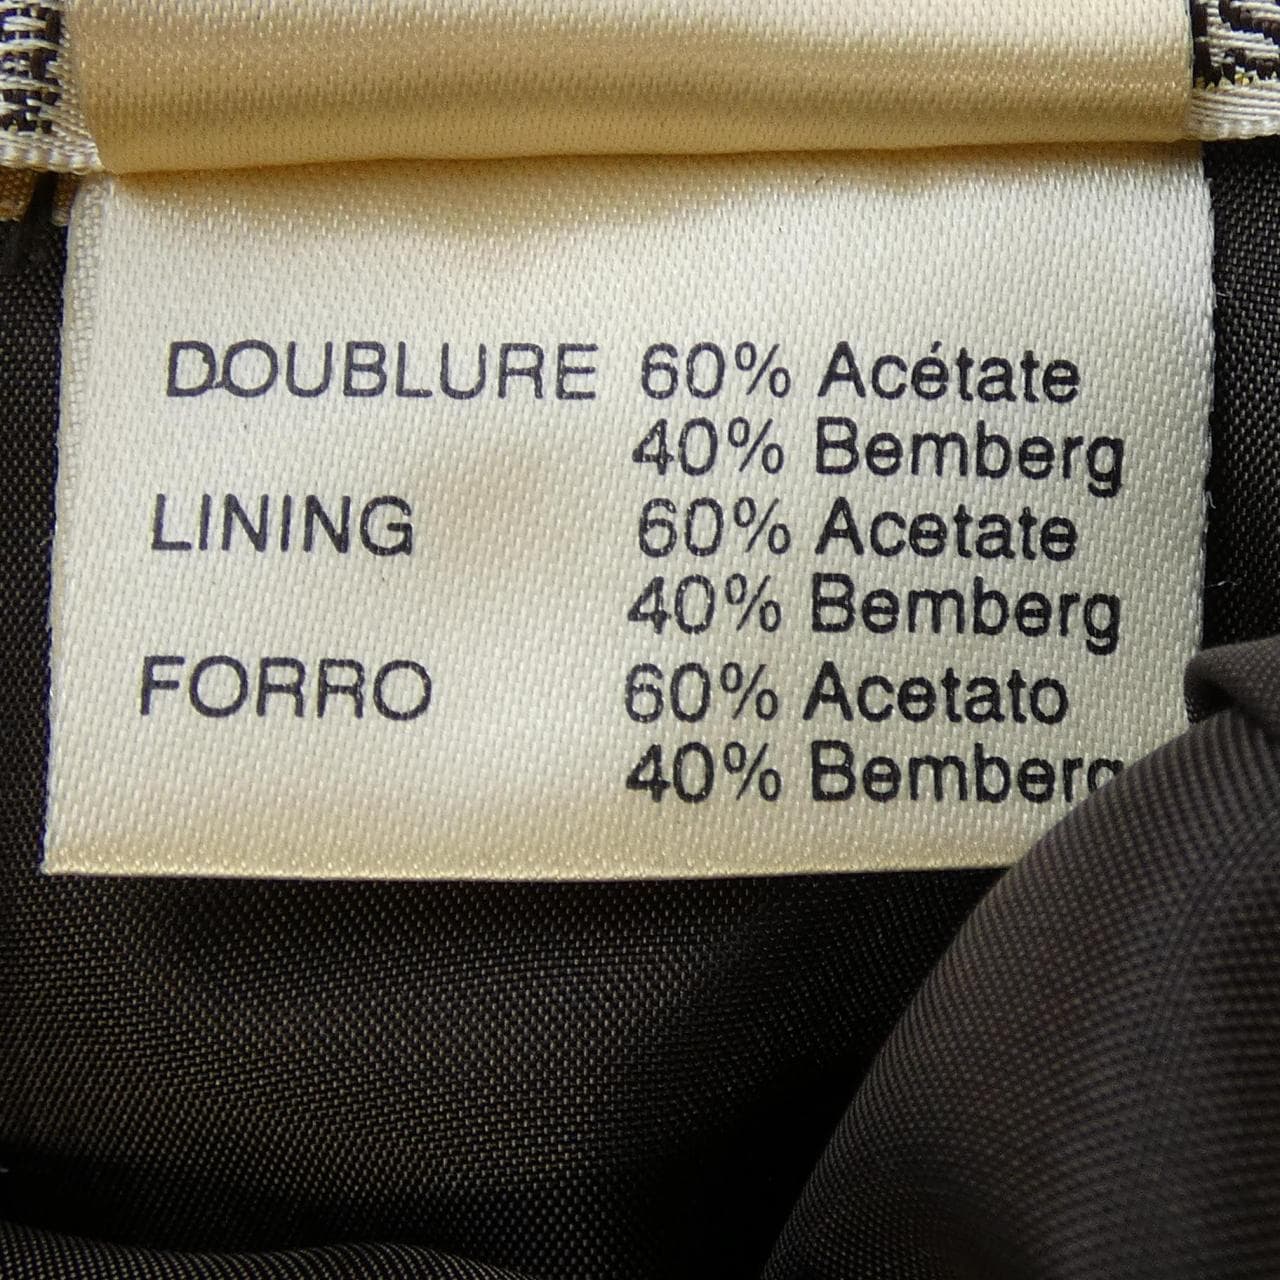 DOUBLURE 60% Acétate
40% Bemberg
LINING 60% Acetate
40% Bemberg
FORRO 60% Acetato
40% Bemberg